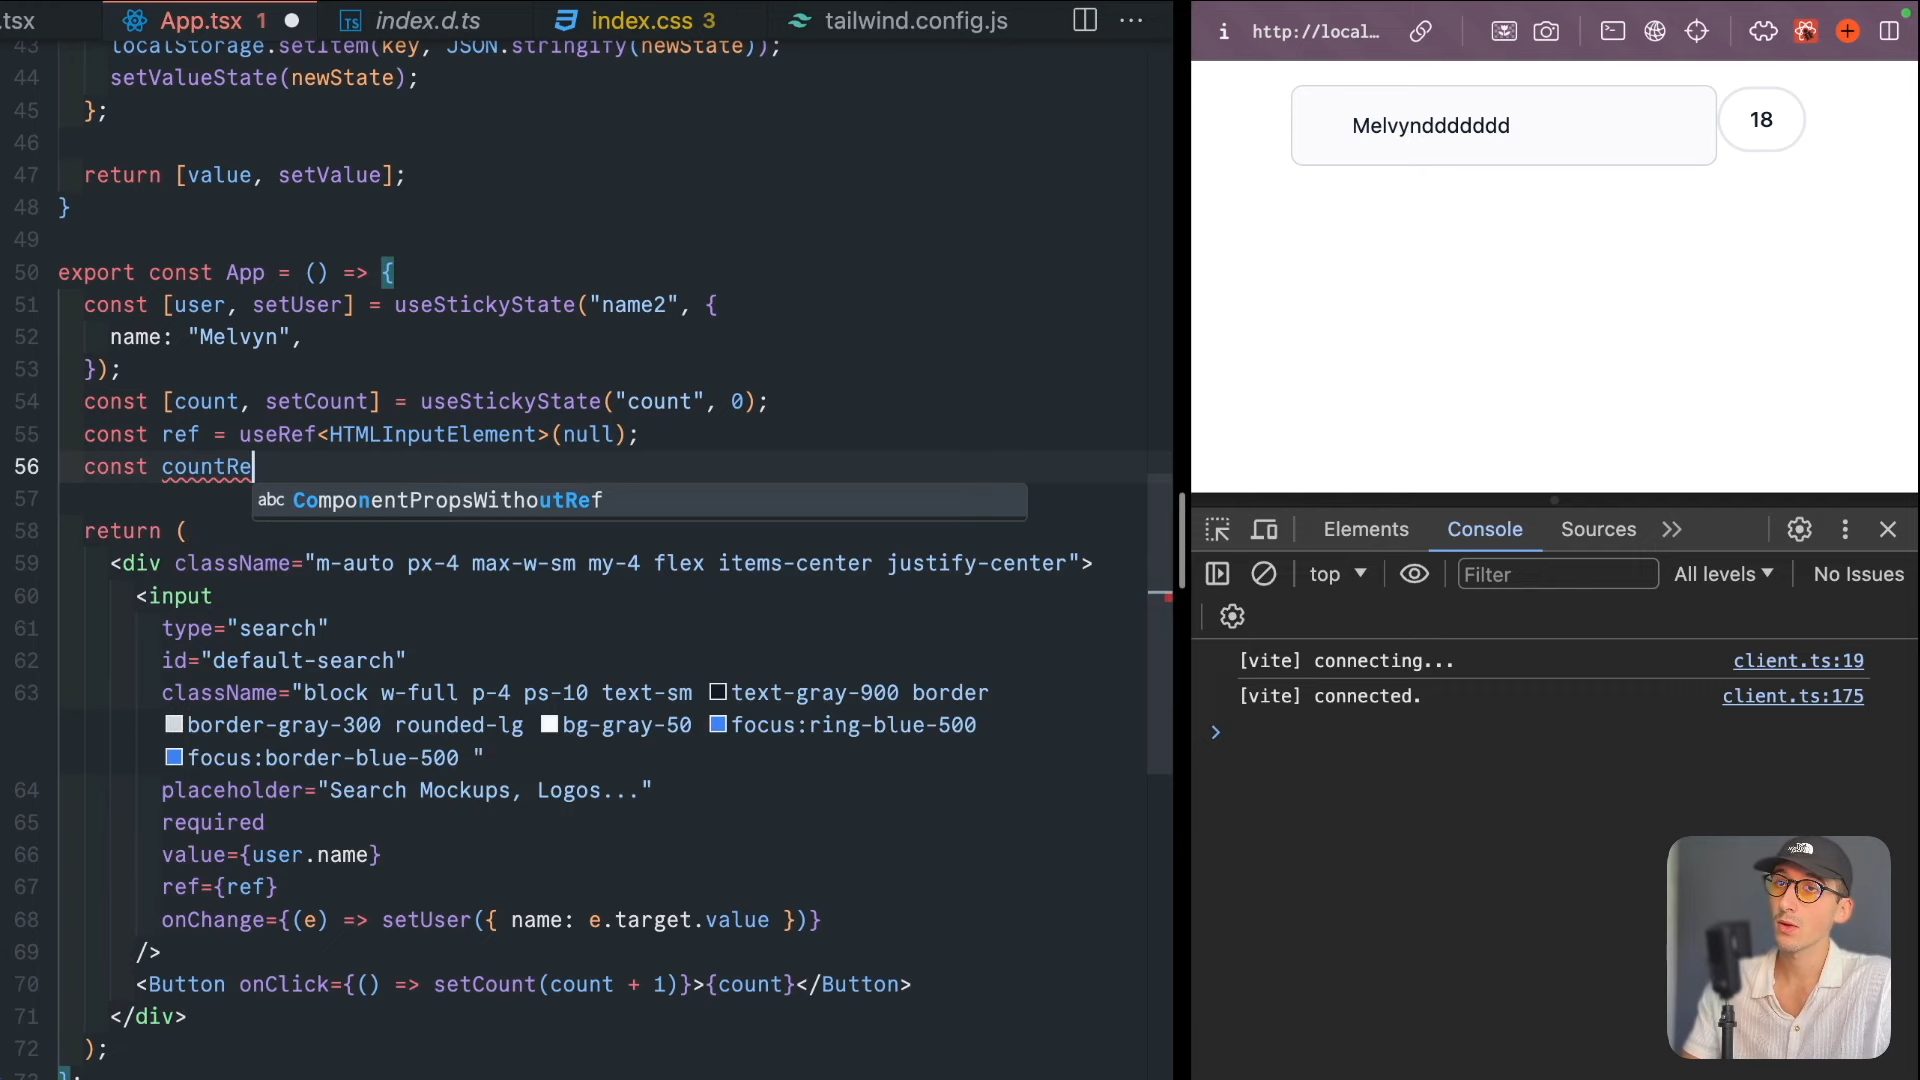 .tsx
App.tsx 1
index.d.ts
index.css 3
tailwind.config.js
43 localStorage.setItem(key, JSON.stringify(newState));
44 setValueState(newState);
45 };
46
47 return [value, setValue];
48 }
49
50 export const App = () => {
51 const [user, setUser] = useStickyState("name2", {
52 name: "Melvyn",
53 });
54 const [count, setCount] = useStickyState("count", 0);
55 const ref = useRef<HTMLInputElement>(null);
56 const countRe
abc ComponentPropsWithoutRef
57
58 return (
59 <div className="m-auto px-4 max-w-sm my-4 flex items-center justify-center">
60 <input
61 type="search"
62 id="default-search"
63 className="block w-full p-4 ps-10 text-sm text-gray-900 border
border-gray-300 rounded-lg bg-gray-50 focus:ring-blue-500
focus:border-blue-500 "
64 placeholder="Search Mockups, Logos..."
65 required
66 value={user.name}
67 ref={ref}
68 onChange={(e) => setUser({ name: e.target.value })}
69 />
70 <Button onClick={() => setCount(count + 1)}>{count}</Button>
71 </div>
72 );
http://local...
Melvynddddddd
18
Elements
Console
Sources
top
Filter
All levels
No Issues
[vite] connecting... client.ts:19
[vite] connected. client.ts:175